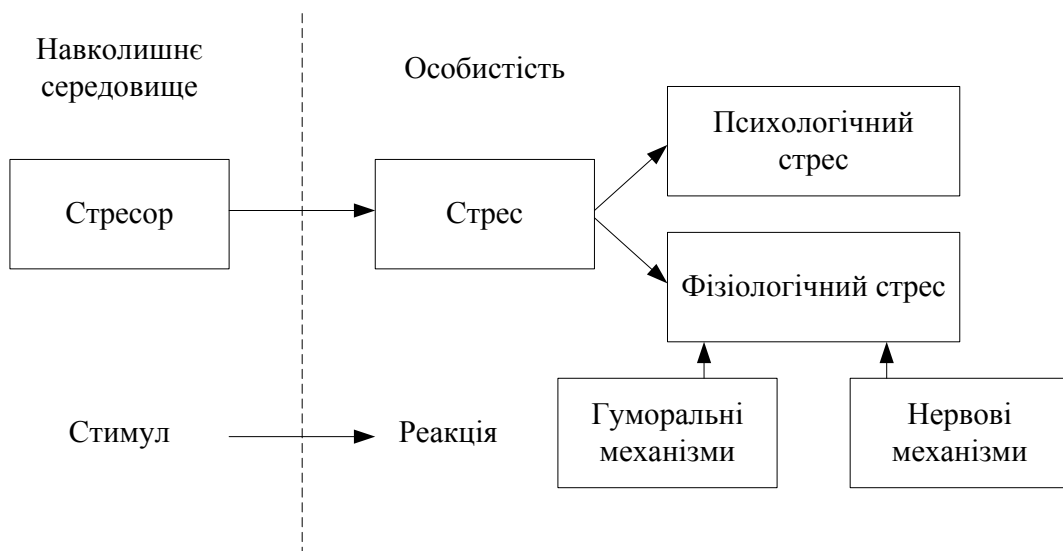 Навколишнє
середовище
Особистість
Психологічний
стрес
Стресор
Стрес
Фізіологічний стрес
Стимул
Реакція
Гуморальні
механізми
Нервові
механізми